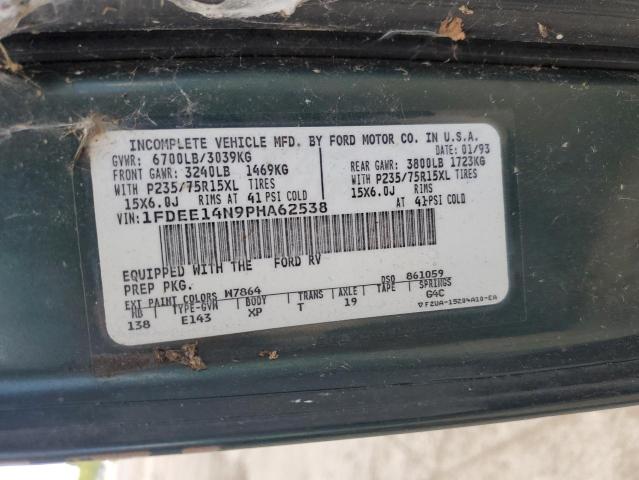 INCOMPLETE VEHICLE MFD. BY FORD MOTOR CO. IN U.S.A.
GVWR: 6700LB/3039KG DATE: 01/93
FRONT GAWR: 3240LB 1469KG REAR GAWR: 3800LB 1723KG
WITH P235/75R15XL TIRES WITH P235/75R15XL TIRES
15X6.0J RIMS AT 41 PSI COLD 15X6.0J RIMS AT 41 PSI COLD
VIN: 1FDEE14N9PHA62538
EQUIPPED WITH THE FORD RV
PREP PKG.
EXT PAINT COLORS W7864 DSO 861059
WB TYPE-GVW BODY TRANS AXLE TAPE SPRINGS
138 E143 XP T 19 G4C
F2UA-15294A10-EA